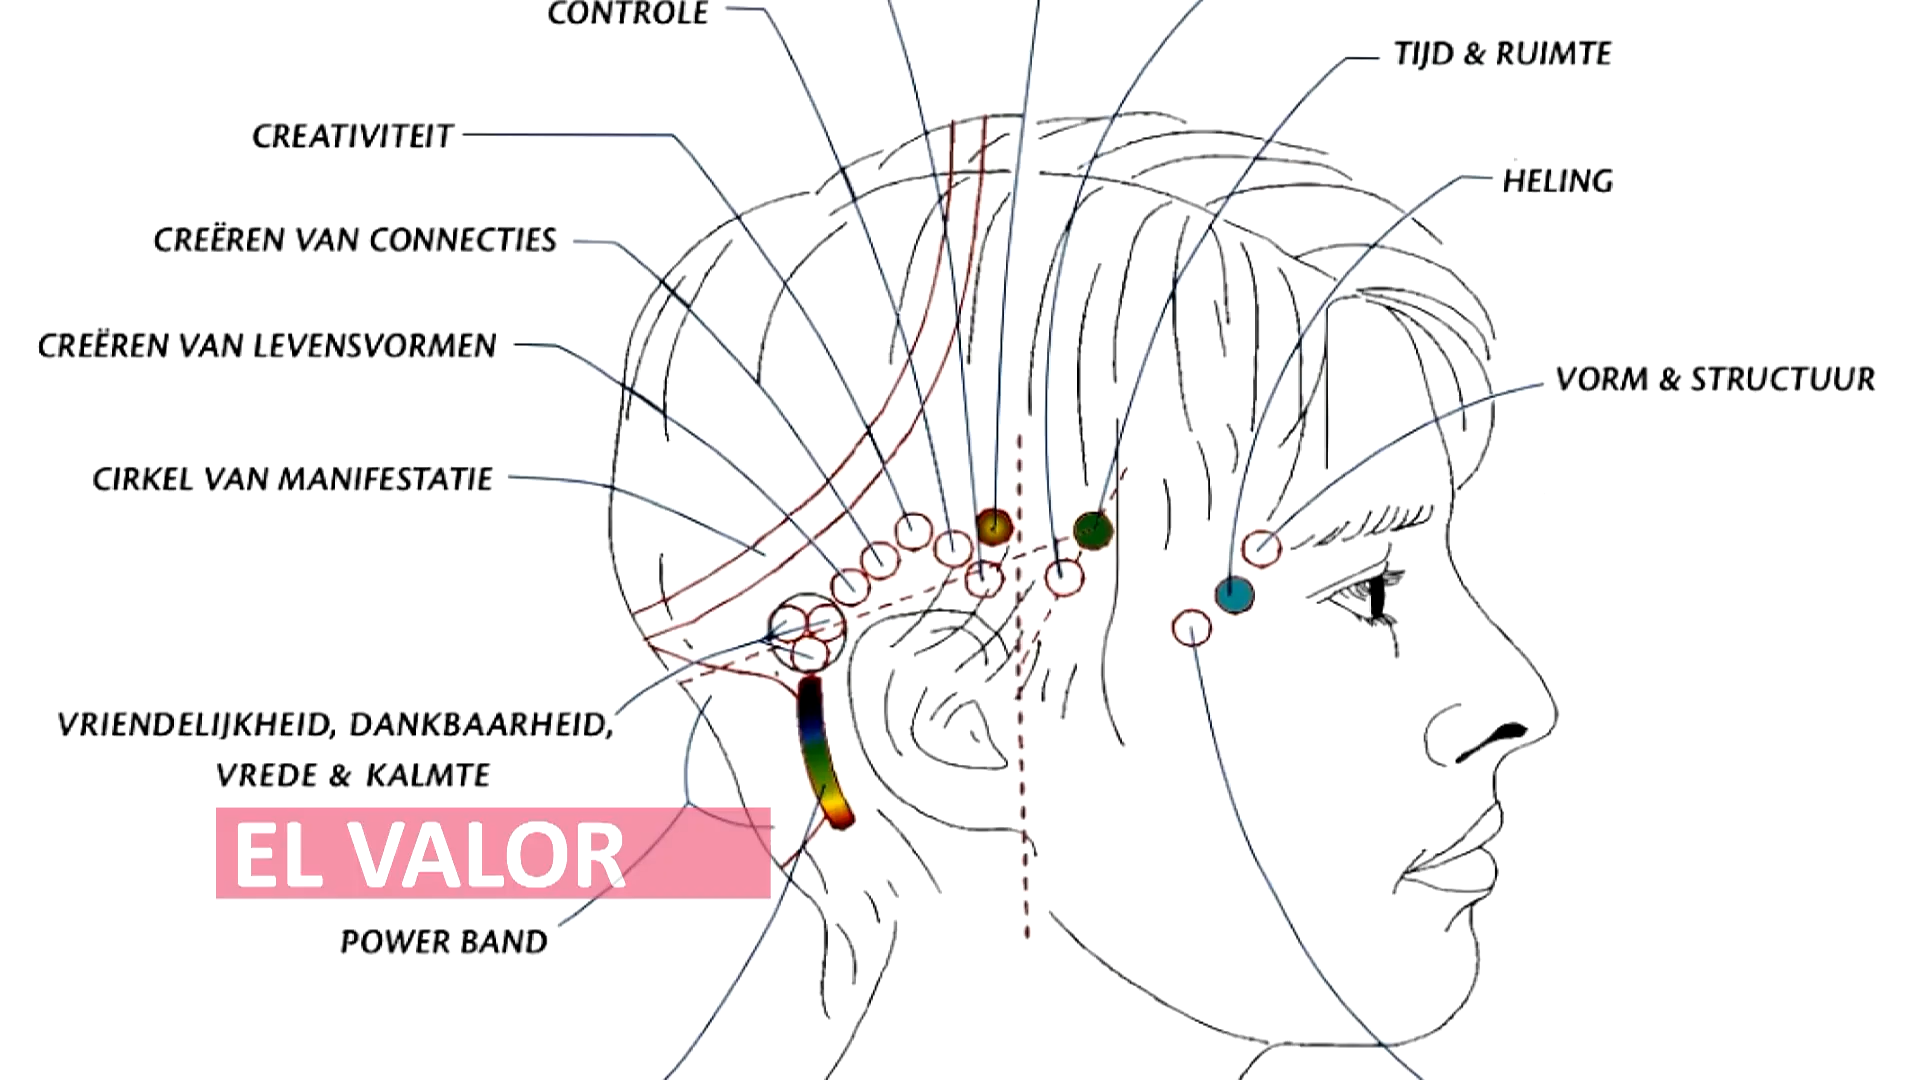 CONTROLE
TIJD & RUIMTE
CREATIVITEIT
HELING
CREËREN VAN CONNECTIES
CREËREN VAN LEVENSVORMEN
VORM & STRUCTUUR
CIRKEL VAN MANIFESTATIE
VRIENDELIJKHEID, DANKBAARHEID,
VREDE & KALMTE
EL VALOR
POWER BAND